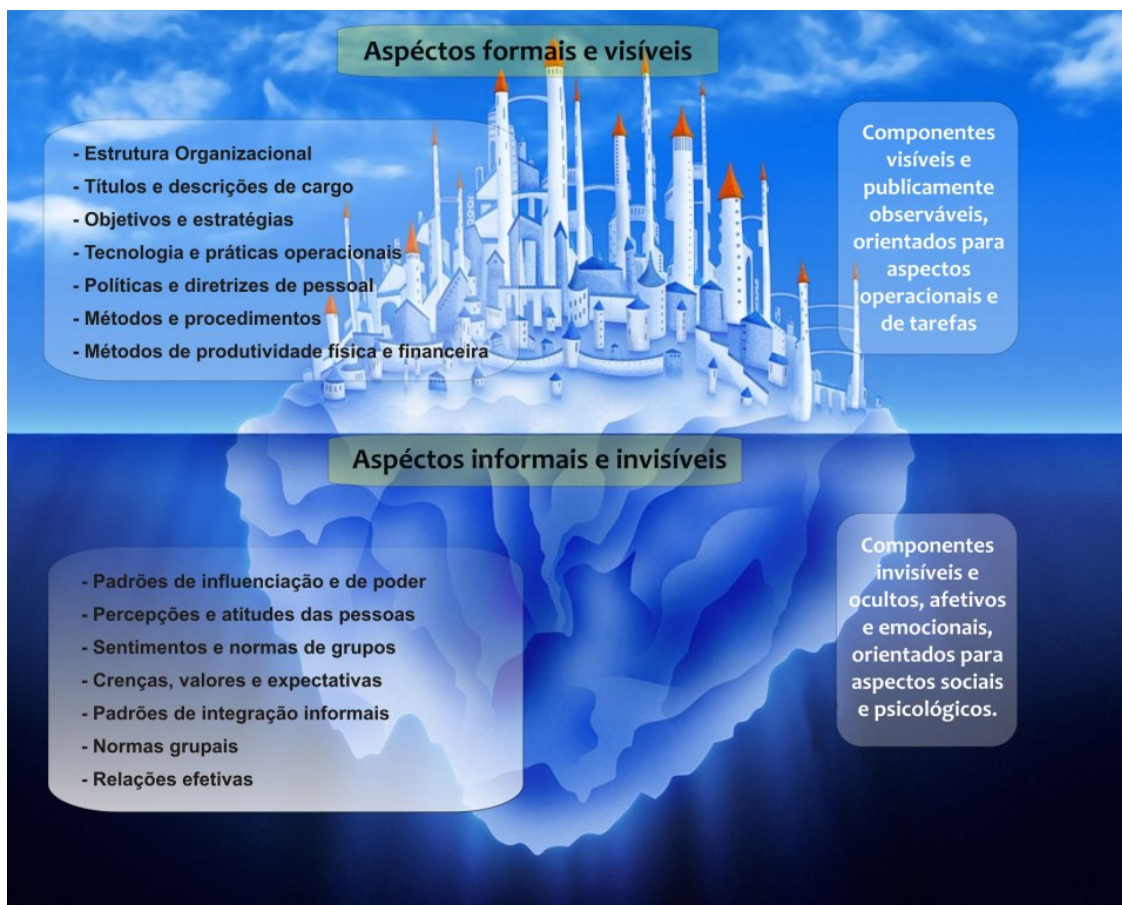 Aspéctos formais e visíveis
- Estrutura Organizacional
- Títulos e descrições de cargo
- Objetivos e estratégias
- Tecnologia e práticas operacionais
- Políticas e diretrizes de pessoal
- Métodos e procedimentos
- Métodos de produtividade física e financeira
Componentes
visíveis e
publicamente
observáveis,
orientados para
aspectos
operacionais e
de tarefas
Aspéctos informais e invisíveis
- Padrões de influenciação e de poder
- Percepções e atitudes das pessoas
- Sentimentos e normas de grupos
- Crenças, valores e expectativas
- Padrões de integração informais
- Normas grupais
- Relações efetivas
Componentes
invisíveis e
ocultos, afetivos
e emocionais,
orientados para
aspectos sociais
e psicológicos.